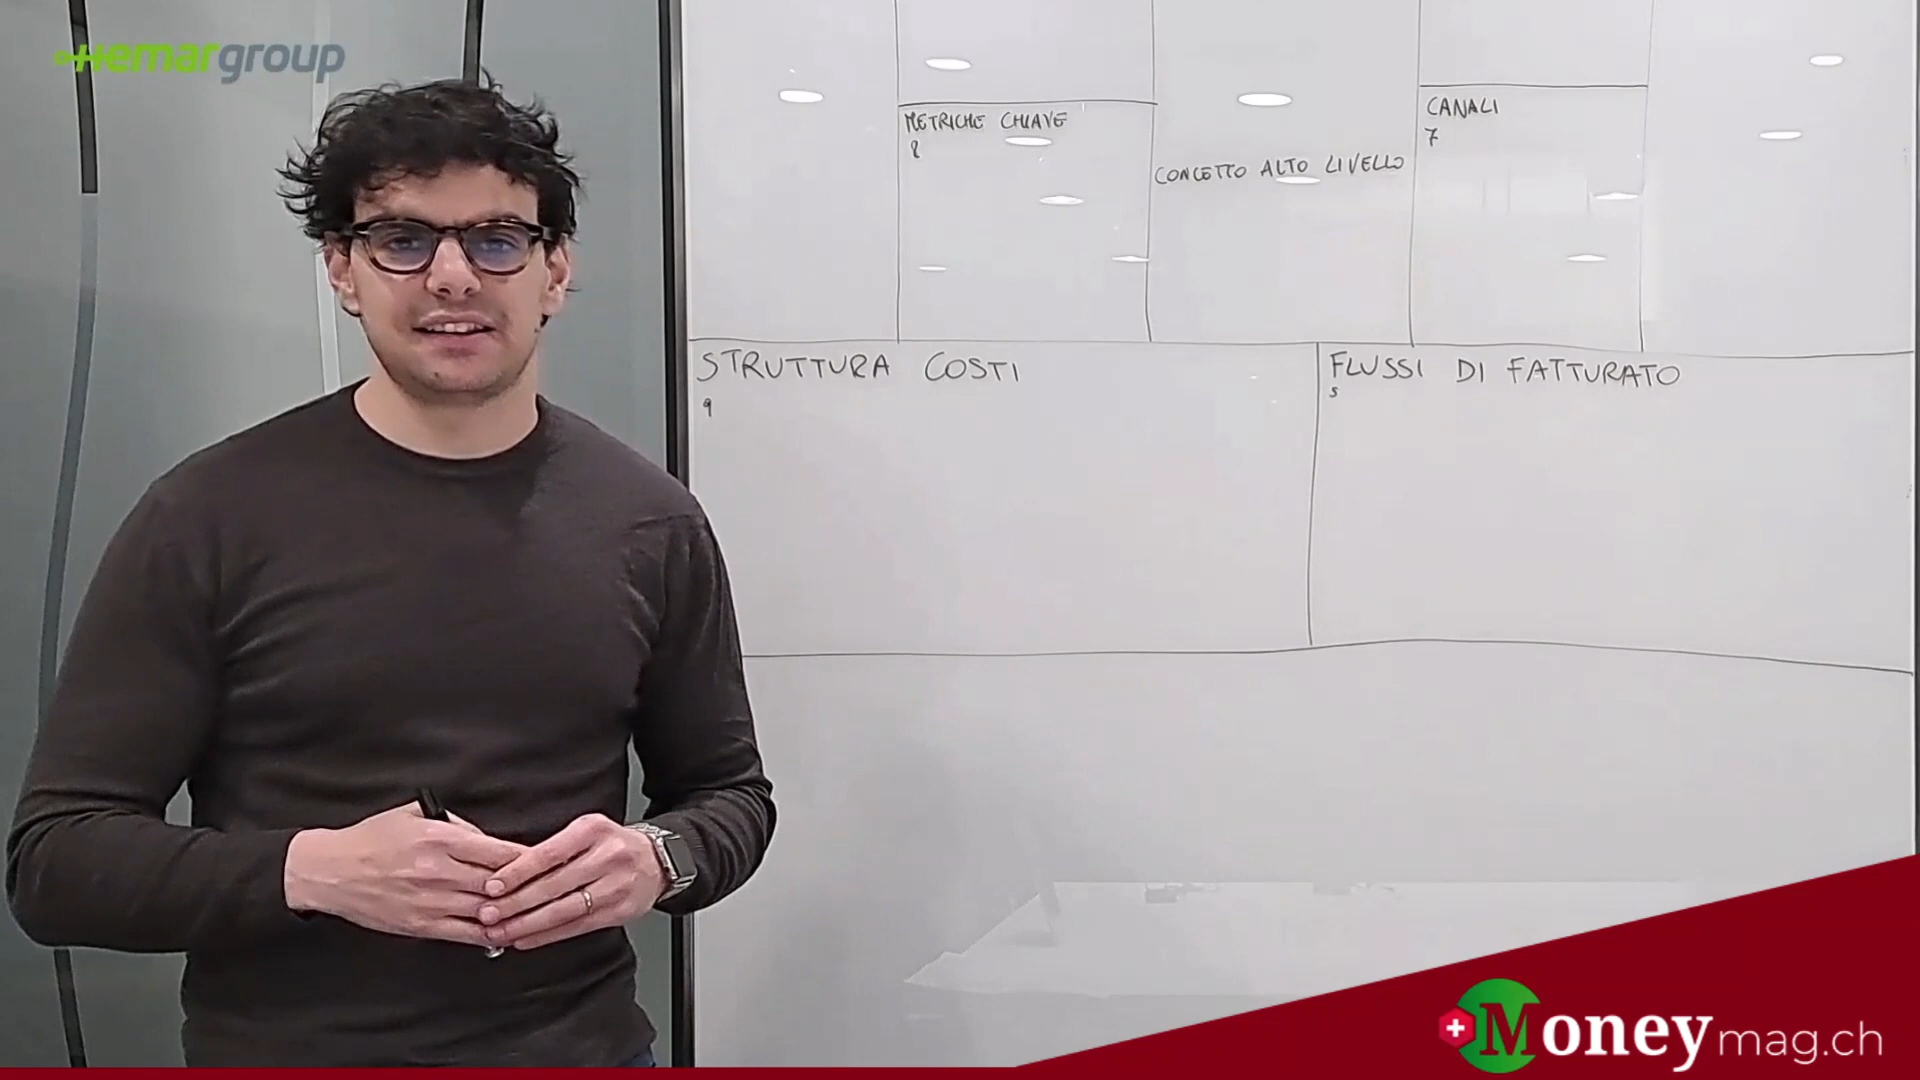 Hemargroup
METRICHE CHIAVE
8
CONCETTO ALTO LIVELLO
CANALI
7
STRUTTURA COSTI
9
FLUSSI DI FATTURATO
5
Moneymag.ch